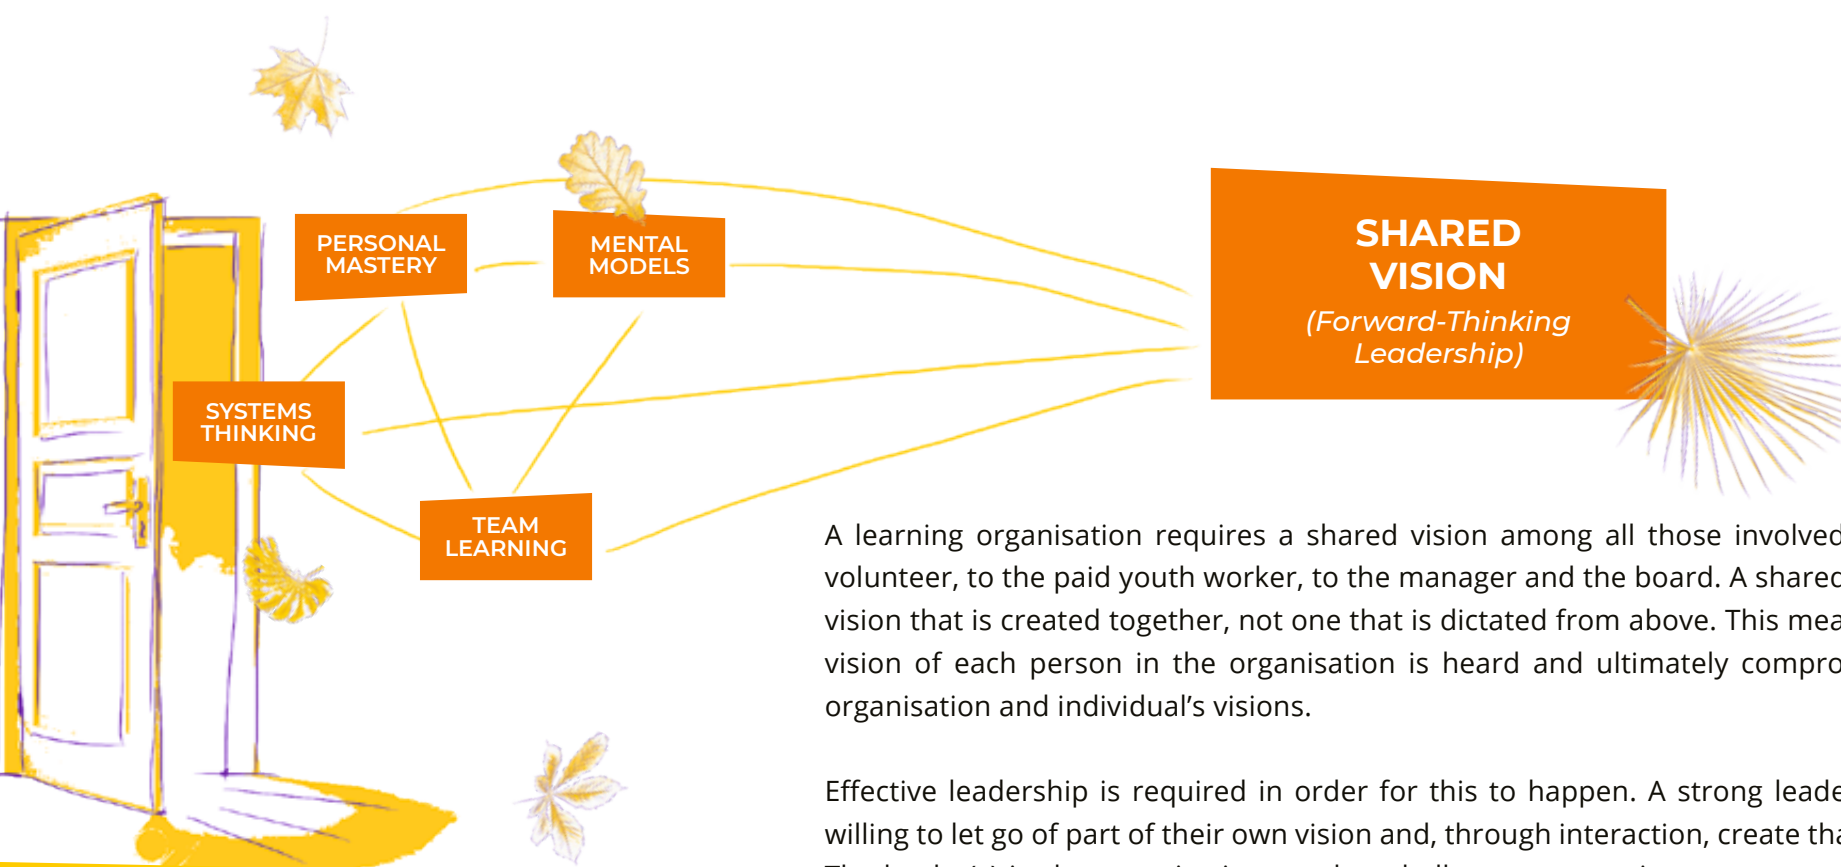 PERSONAL
MASTERY
MENTAL
MODELS
SHARED
VISION
(Forward-Thinking
Leadership)
SYSTEMS
THINKING
TEAM
LEARNING
A learning organisation requires a shared vision among all those involved
volunteer, to the paid youth worker, to the manager and the board. A shared
vision that is created together, not one that is dictated from above. This
vision of each person in the organisation is heard and ultimately
organisation and individual’s visions.
Effective leadership is required in order for this to happen. A strong
willing to let go of part of their own vision and, through interaction, create